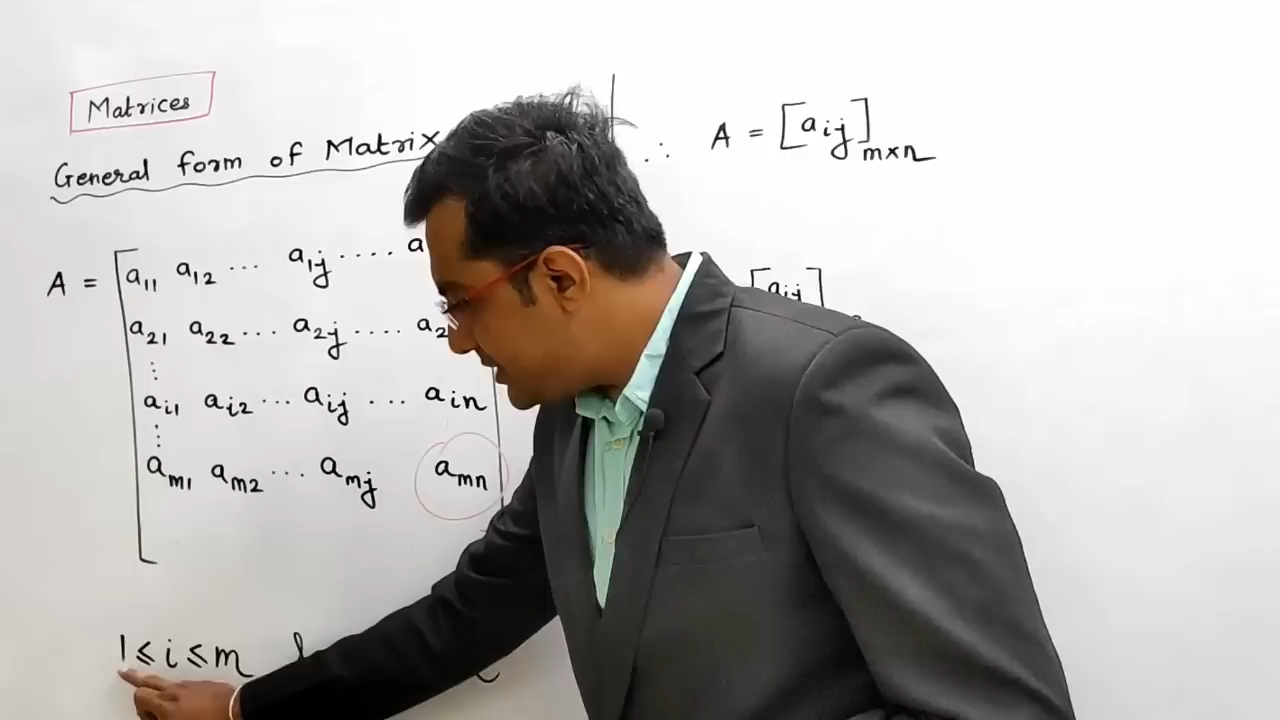 Matrices
General form of Matrix
A = [ a11 a12 ... a1j .... a
a21 a22 ... a2j .... a2
⋮
ai1 ai2 ... aij ... ain
⋮
am1 am2 ... amj amn ]
1 ≤ i ≤ m
∴ A = [aij]m×n
[aij]